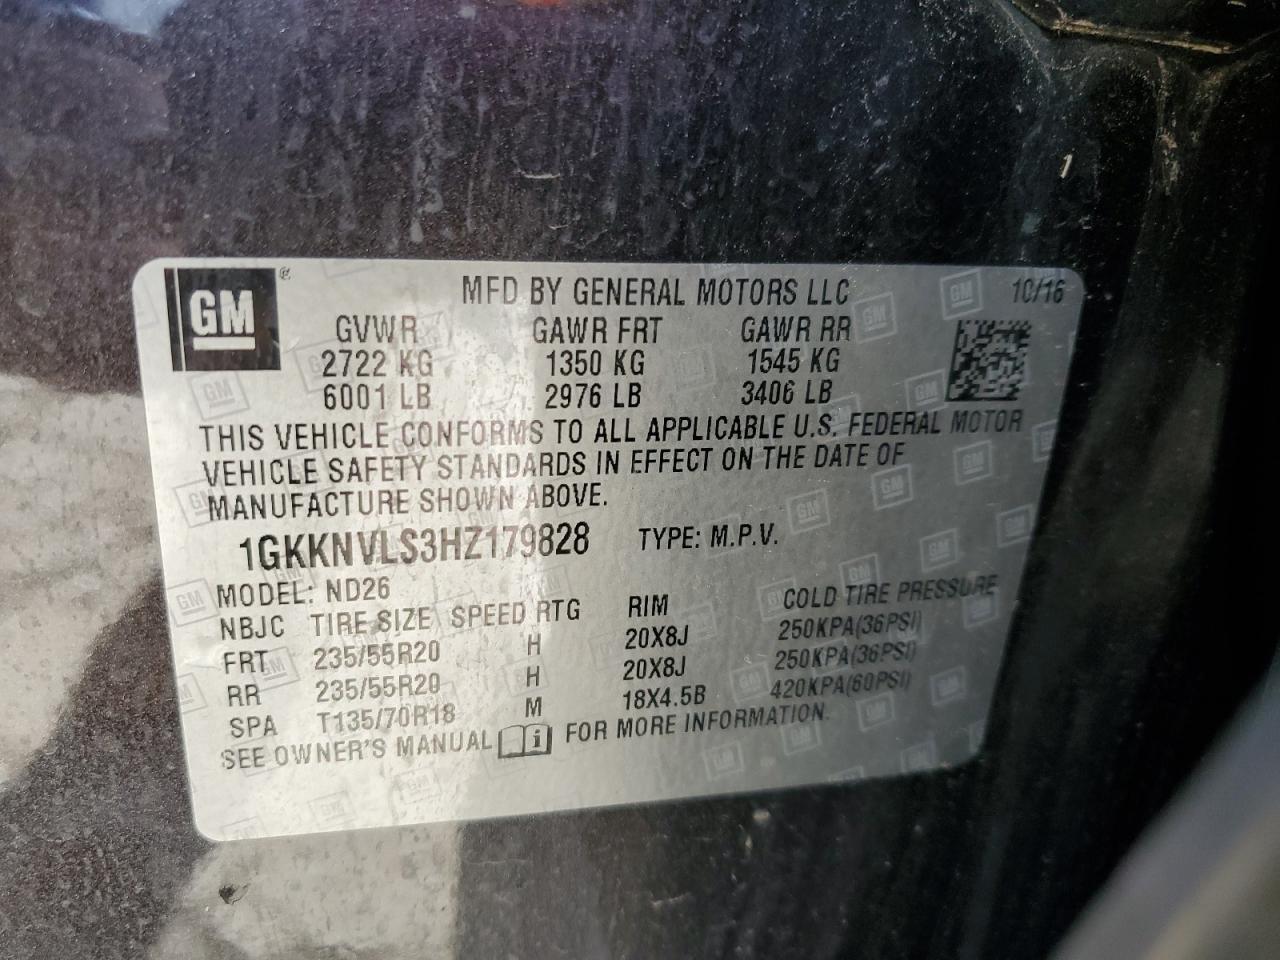 GM ® MFD BY GENERAL MOTORS LLC 10/16
GVWR GAWR FRT GAWR RR
2722 KG 1350 KG 1545 KG
6001 LB 2976 LB 3406 LB
THIS VEHICLE CONFORMS TO ALL APPLICABLE U.S. FEDERAL MOTOR
VEHICLE SAFETY STANDARDS IN EFFECT ON THE DATE OF
MANUFACTURE SHOWN ABOVE.
1GKKNVLS3HZ179828 TYPE: M.P.V.
MODEL: ND26
NBJC TIRE SIZE SPEED RTG RIM COLD TIRE PRESSURE
FRT 235/55R20 H 20X8J 250KPA(36PSI)
RR 235/55R20 H 20X8J 250KPA(36PSI)
SPA T135/70R18 M 18X4.5B 420KPA(60PSI)
SEE OWNER'S MANUAL i FOR MORE INFORMATION.